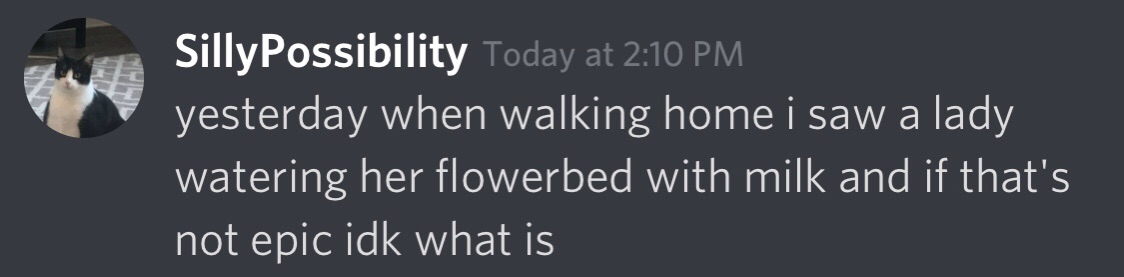 SillyPossibility Today at 2:10 PM
yesterday when walking home i saw a lady
watering her flowerbed with milk and if that's
not epic idk what is